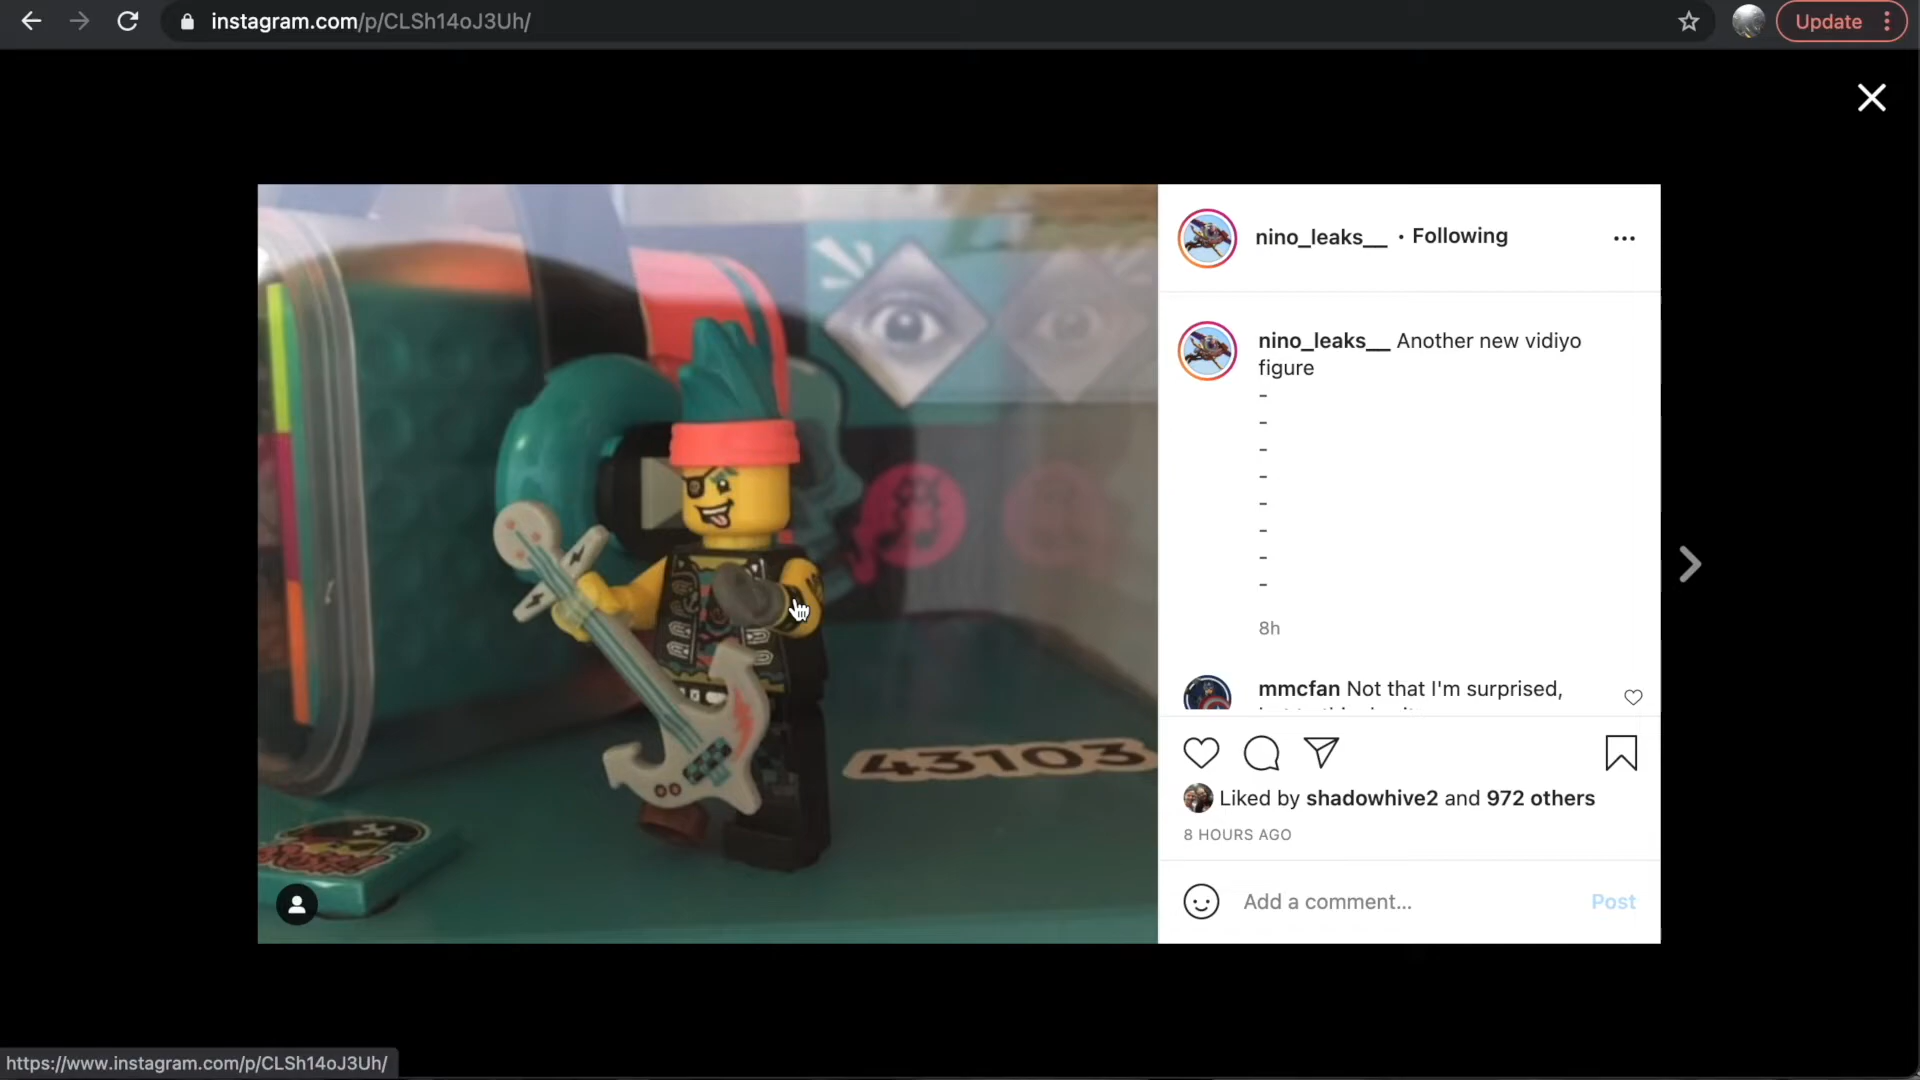 instagram.com/p/CLSh14oJ3Uh/
Update
nino_leaks__ • Following
nino_leaks__ Another new vidiyo
figure
-
-
-
-
-
-
-
-
8h
mmcfan Not that I'm surprised,
43103
Liked by shadowhive2 and 972 others
8 HOURS AGO
Add a comment...
Post
https://www.instagram.com/p/CLSh14oJ3Uh/